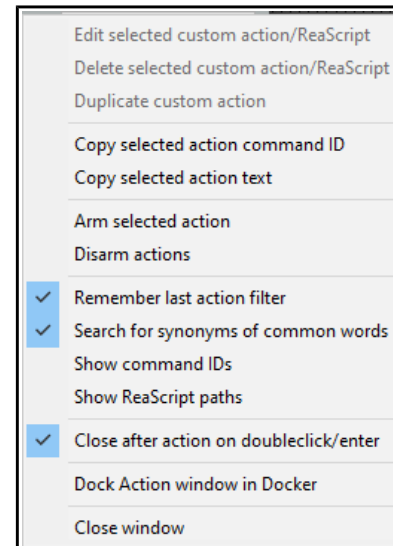 Edit selected custom action/ReaScript
Delete selected custom action/ReaScript
Duplicate custom action
Copy selected action command ID
Copy selected action text
Arm selected action
Disarm actions
Remember last action filter
Search for synonyms of common words
Show command IDs
Show ReaScript paths
Close after action on doubleclick/enter
Dock Action window in Docker
Close window